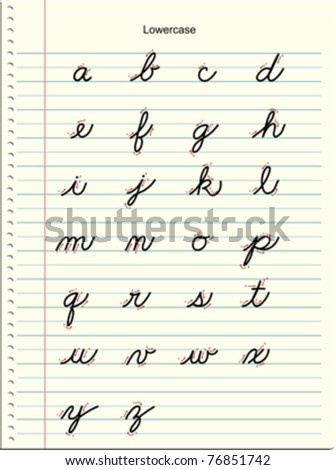 Lowercase
a b c d
e f g h
i j k l
m n o p
q r s t
u v w x
y z
shutterstock
www.shutterstock.com · 76851742